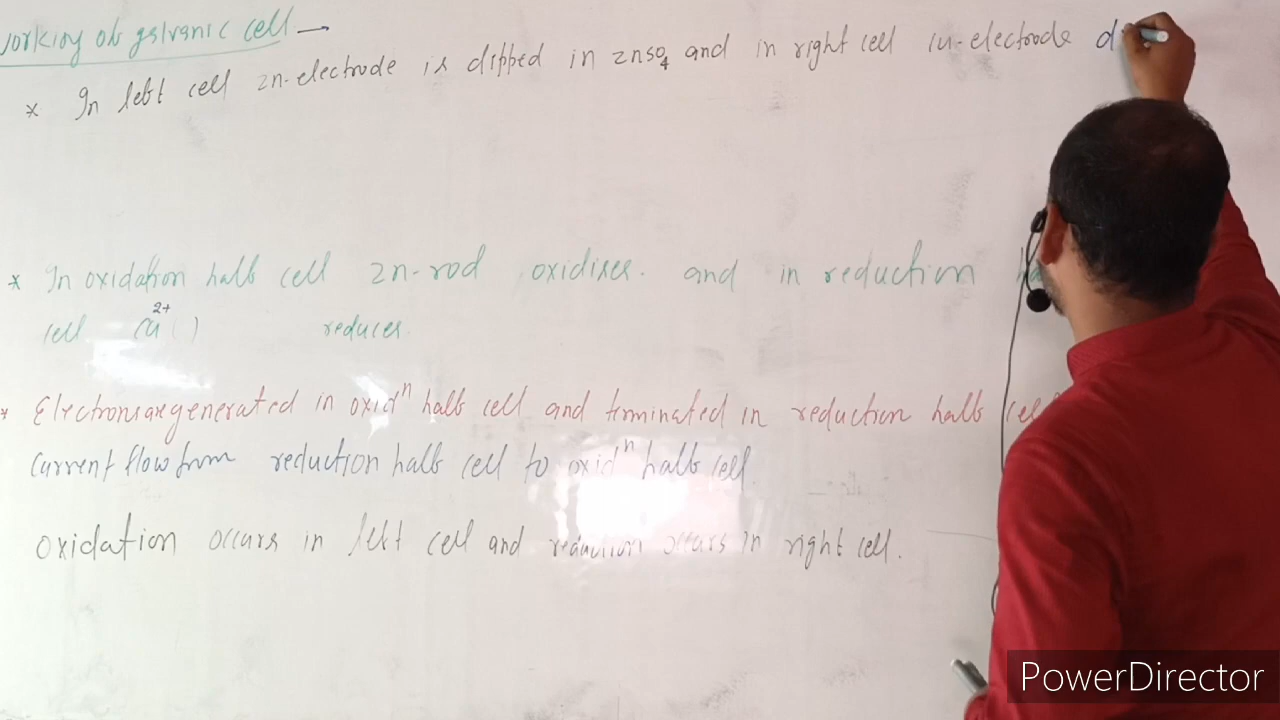 working of galvanic cell →
* In left cell zn-electrode is dipped in znso4 and in right cell cu-electrode d
* In oxidation half cell zn-rod oxidises. and in reduction
cell cu2+ ( ) reduces
* Electrons are generated in oxidn half cell and terminated in reduction half cell
Current flow from reduction half cell to oxidn half cell.
oxidation occurs in left cell and reduction occurs in right cell.
PowerDirector